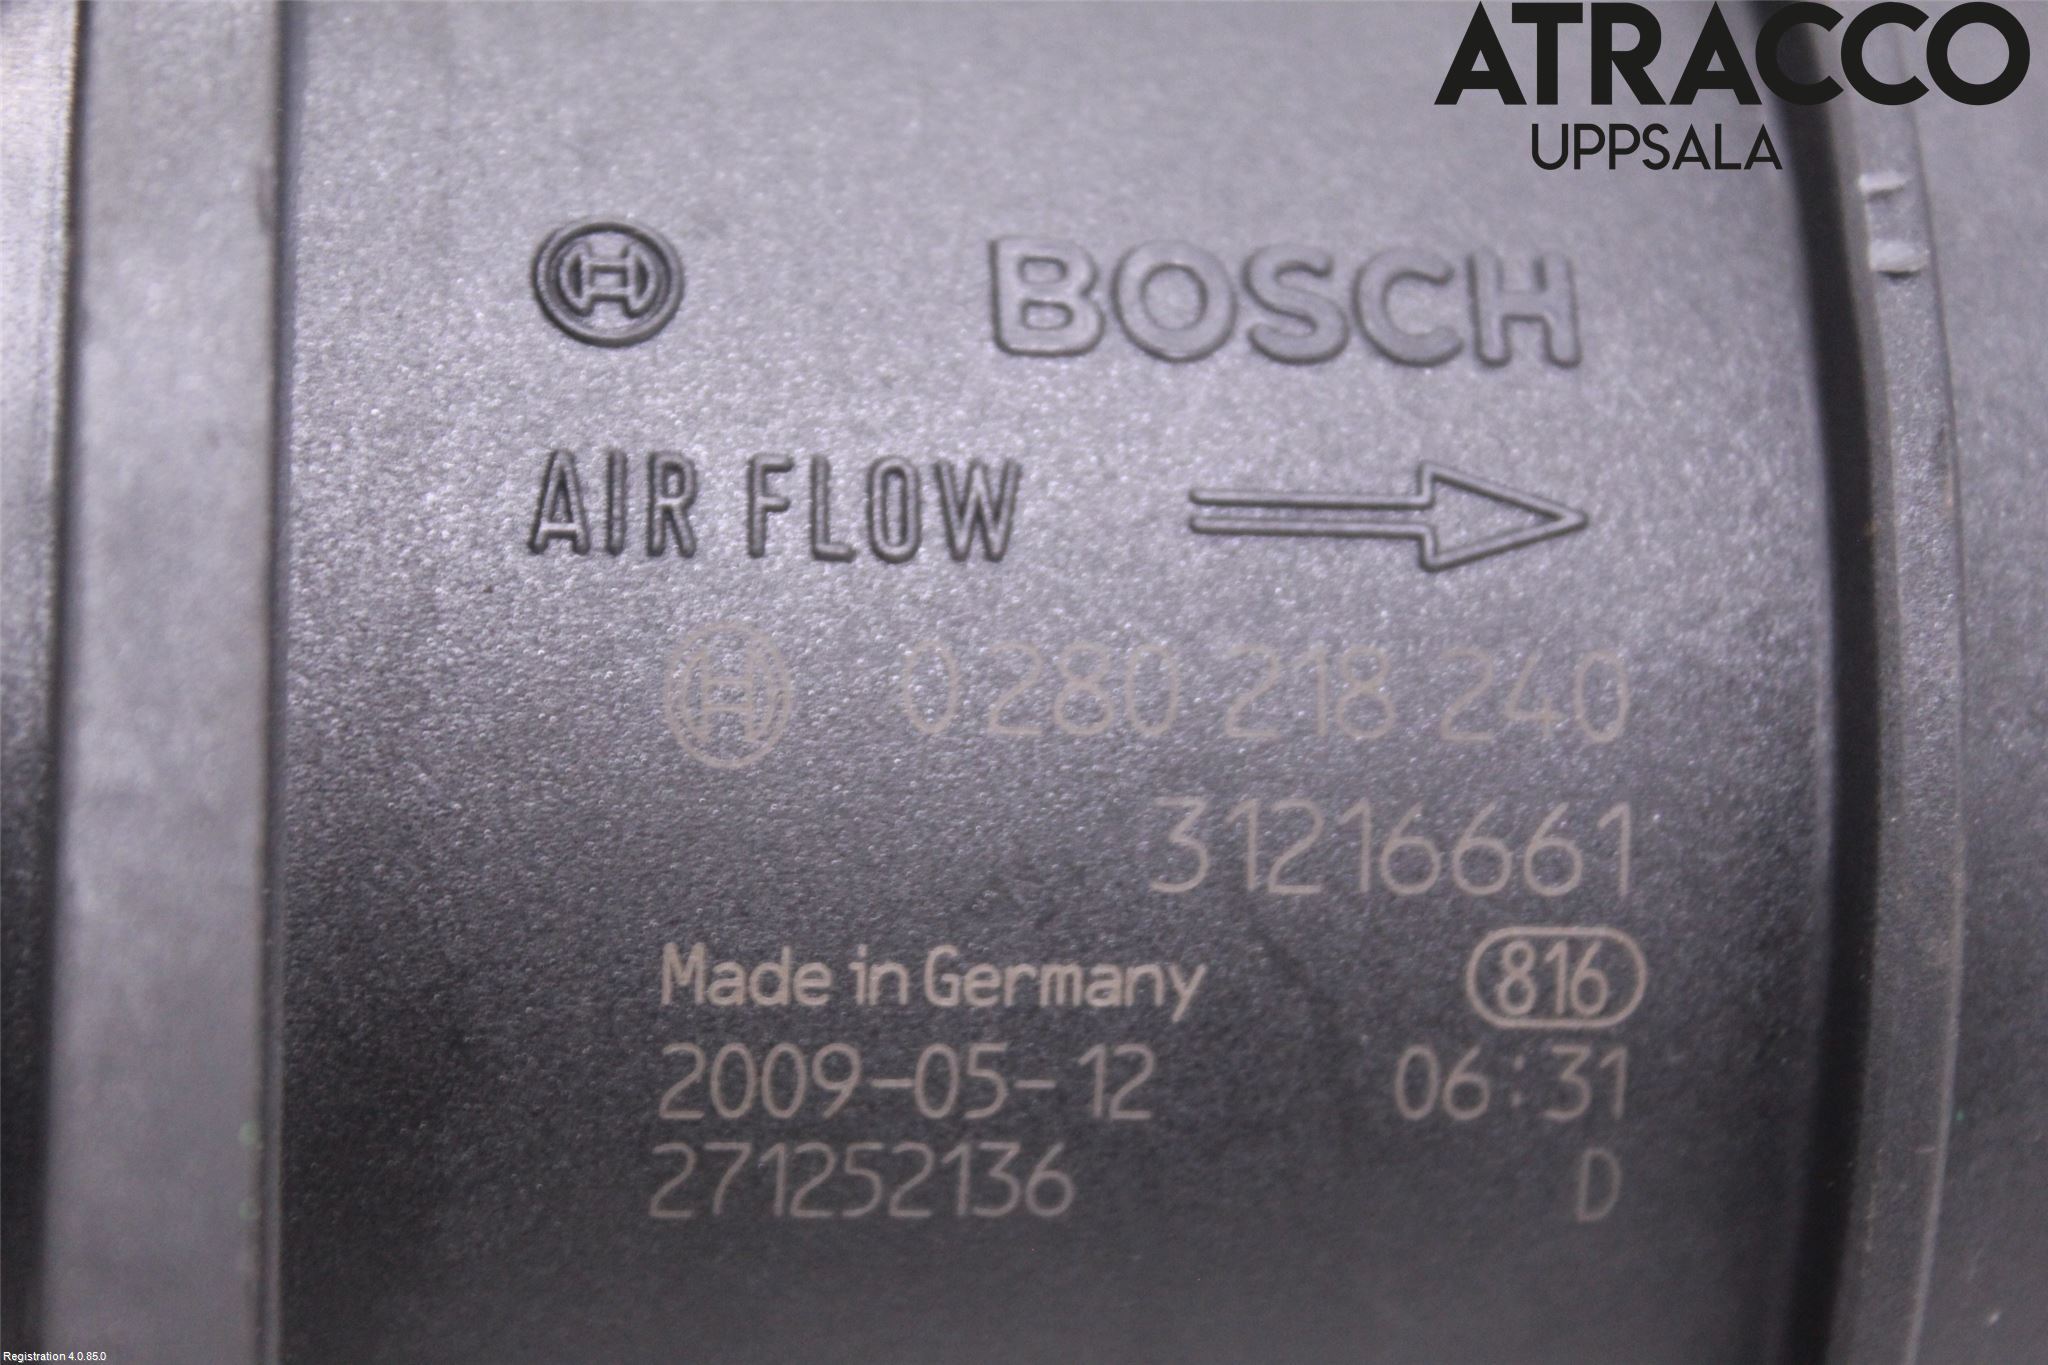 ATRACCO
UPPSALA
BOSCH
AIR FLOW
0 280 218 240
31216661
Made in Germany 816
2009-05-12 06:31
271252136 D
Registration 4.0.85.0